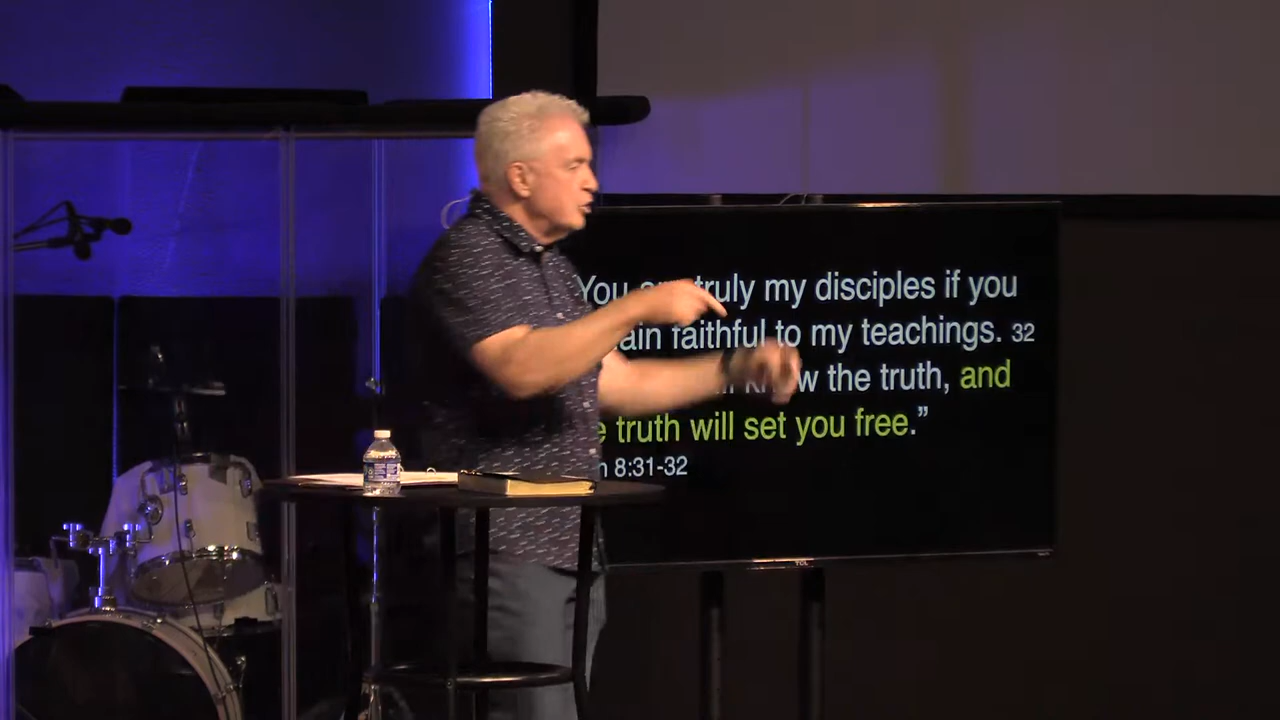 You truly my disciples if you
faithful to my teachings. 32
the truth, and
truth will set you free.”
8:31-32
TCL